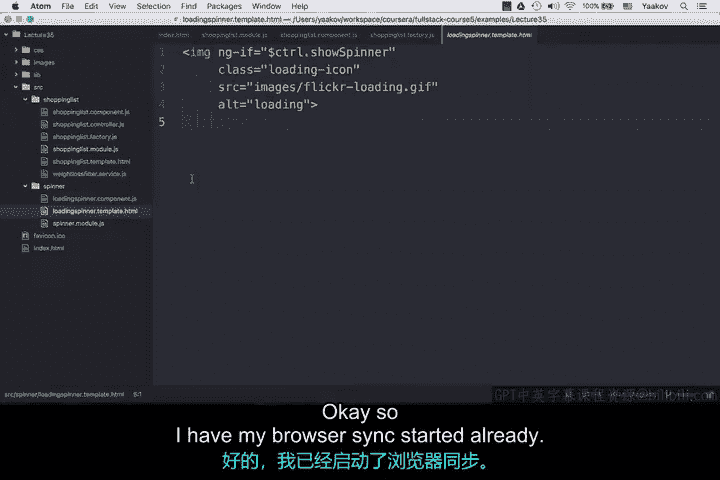 Atom File Edit View Selection Find Packages Window Help 100% Yaakov
loadingspinner.template.html — /Users/yaakov/workspace/coursera/fullstack-course5/examples/Lecture35
Lecture35
css
images
lib
src
shoppinglist
shoppinglist.component.js
shoppinglist.controller.js
shoppinglist.factory.js
shoppinglist.module.js
shoppinglist.template.html
weightlossfilter.service.js
spinner
loadingspinner.component.js
loadingspinner.template.html
spinner.module.js
favicon.ico
index.html
index.html shoppinglist.module.js shoppinglist.component.js shoppinglist.factory.js loadingspinner.template.html
1 <img ng-if="$ctrl.showSpinner"
2 class="loading-icon"
3 src="images/flickr-loading.gif"
4 alt="loading">
5
src/spinner/loadingspinner.template.html 5:1
Okay so
I have my browser sync started already.
好的，我已经启动了浏览器同步。